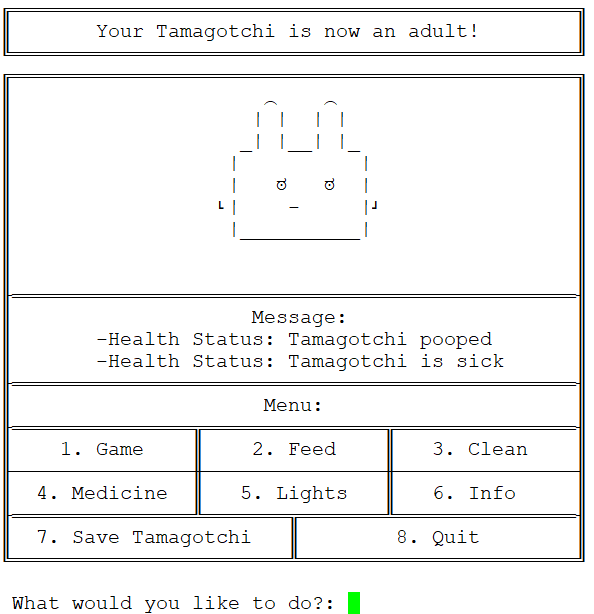 Your Tamagotchi is now an adult!
Message:
-Health Status: Tamagotchi pooped
-Health Status: Tamagotchi is sick
Menu:
1. Game 2. Feed 3. Clean
4. Medicine 5. Lights 6. Info
7. Save Tamagotchi 8. Quit
What would you like to do?: